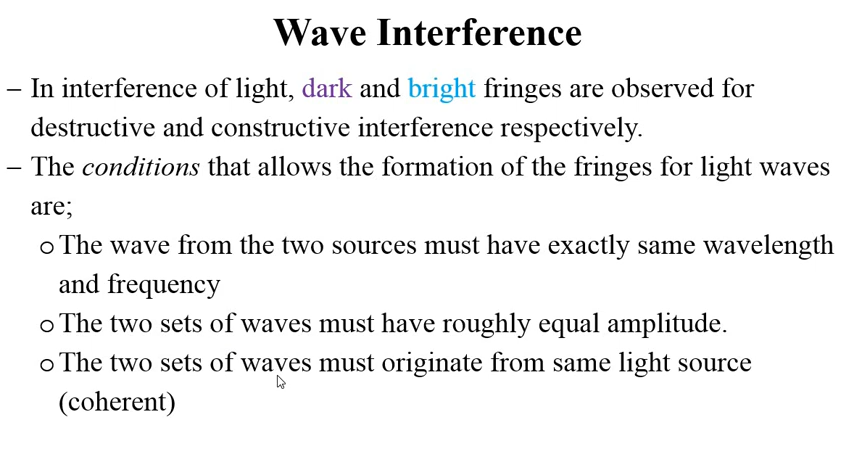 Wave Interference
– In interference of light, dark and bright fringes are observed for
destructive and constructive interference respectively.
– The conditions that allows the formation of the fringes for light waves
are;
o The wave from the two sources must have exactly same wavelength
and frequency
o The two sets of waves must have roughly equal amplitude.
o The two sets of waves must originate from same light source
(coherent)